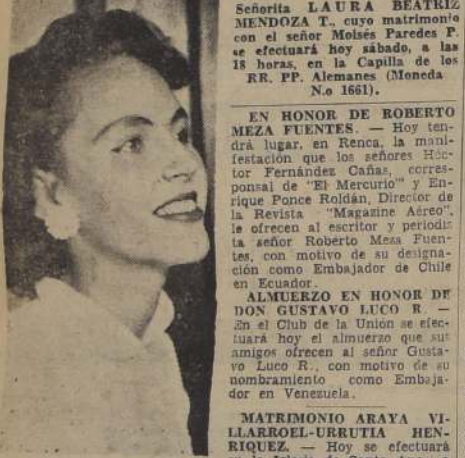 Señorita LAURA BEATRIZ
MENDOZA T., cuyo matrimonio
con el señor Moisés Paredes P.
se efectuará hoy sábado, a las
18 horas, en la Capilla de los
RR. PP. Alemanes (Moneda
N.o 1661).
EN HONOR DE ROBERTO
MEZA FUENTES. — Hoy ten-
drá lugar, en Renca, la mani-
festación que los señores Héc-
tor Fernández Cañas, corres-
ponsal de "El Mercurio" y En-
rique Ponce Roldán, Director de
la Revista "Magazine Aéreo",
le ofrecen al escritor y periodis
ta señor Roberto Meza Fuen-
tes, con motivo de su designa-
ción como Embajador de Chile
en Ecuador.
ALMUERZO EN HONOR DE
DON GUSTAVO LUCO R. —
En el Club de la Unión se efec-
tuará hoy el almuerzo que sus
amigos ofrecen al señor Gusta-
vo Luco R., con motivo de su
nombramiento como Embaja-
dor en Venezuela.
MATRIMONIO ARAYA VI-
LLARROEL-URRUTIA HEN-
RIQUEZ. — Hoy se efectuará